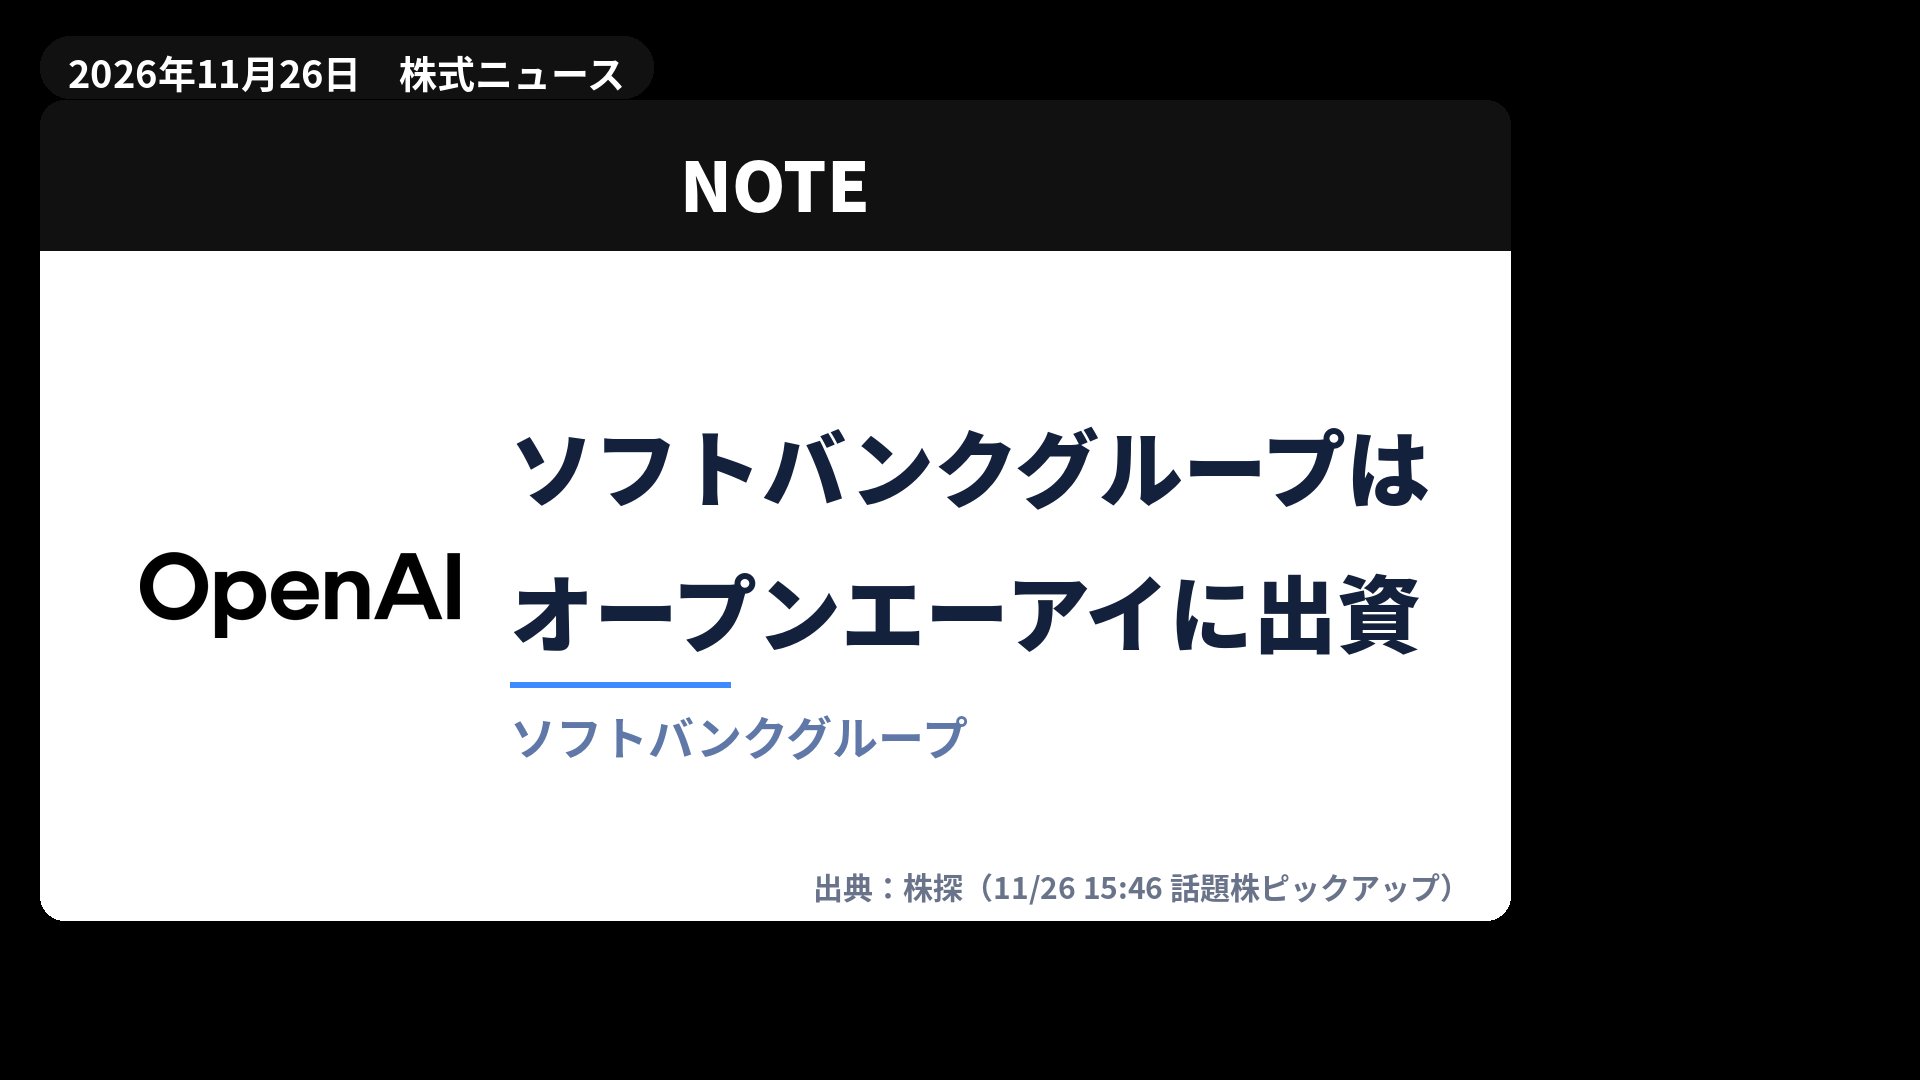 2026年11月26日　株式ニュース
NOTE
ソフトバンクグループは
OpenAI
オープンエーアイに出資
ソフトバンクグループ
出典：株探（11/26 15:46 話題株ピックアップ）